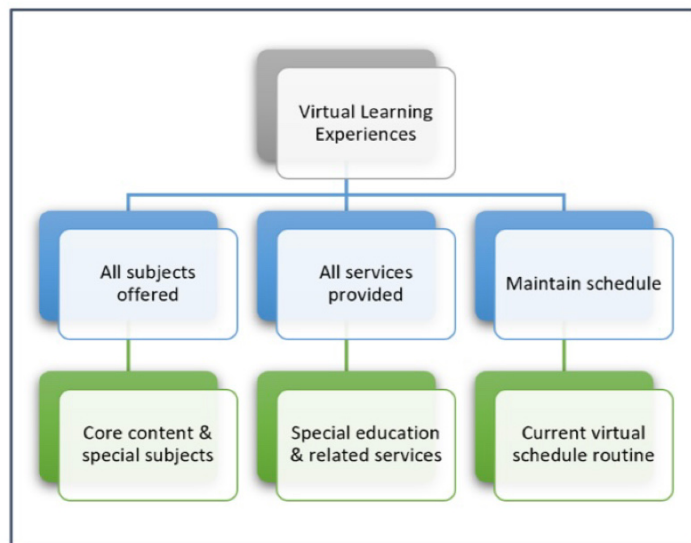 Virtual Learning
Experiences
All subjects
offered
All services
provided
Maintain schedule
Core content &
special subjects
Special education
& related services
Current virtual
schedule routine